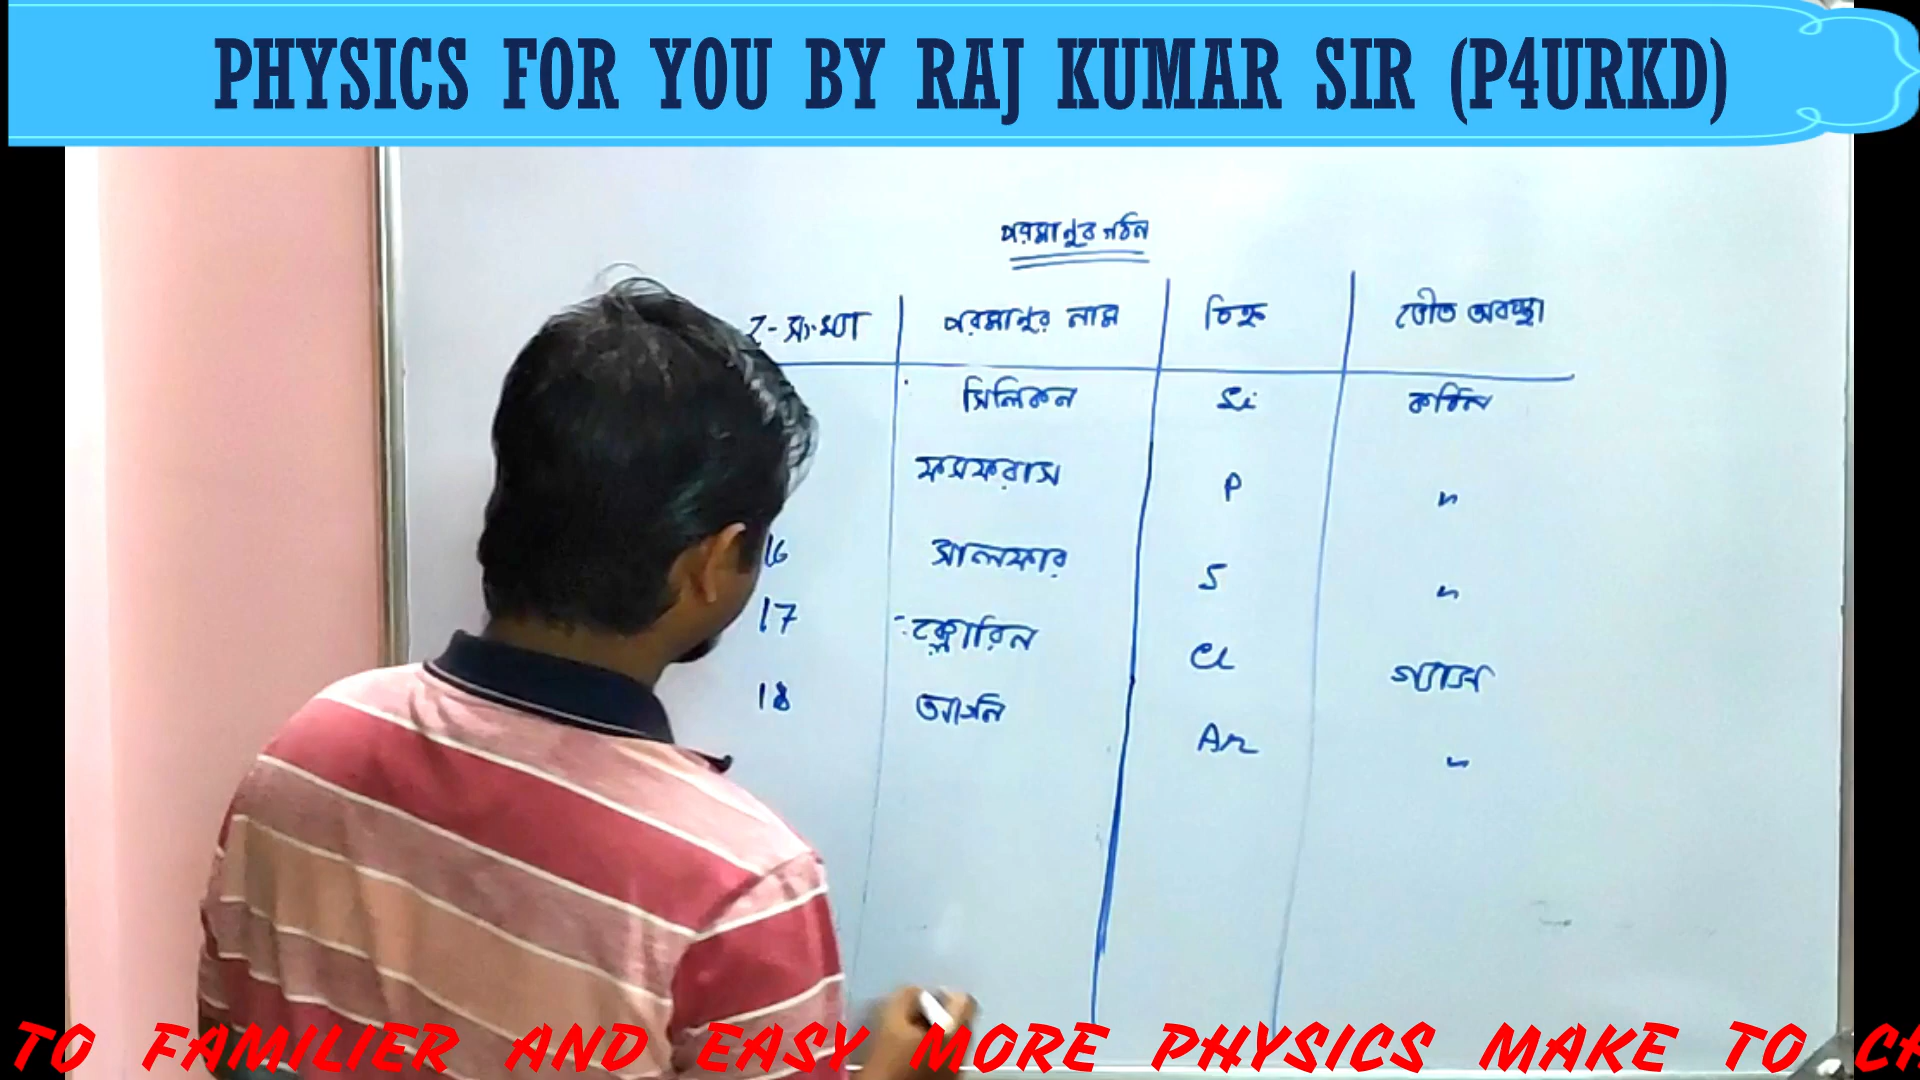 PHYSICS FOR YOU BY RAJ KUMAR SIR (P4URKD)
পরমানুর গঠন
Z-সংখ্যা পরমানুর নাম চিহ্ন ভৌত অবস্থা
সিলিকন Si কঠিন
ফসফরাস P "
16 সালফার S "
17 ক্লোরিন Cl গ্যাস
18 আর্গন Ar "
TO FAMILIER AND EASY MORE PHYSICS MAKE TO CH